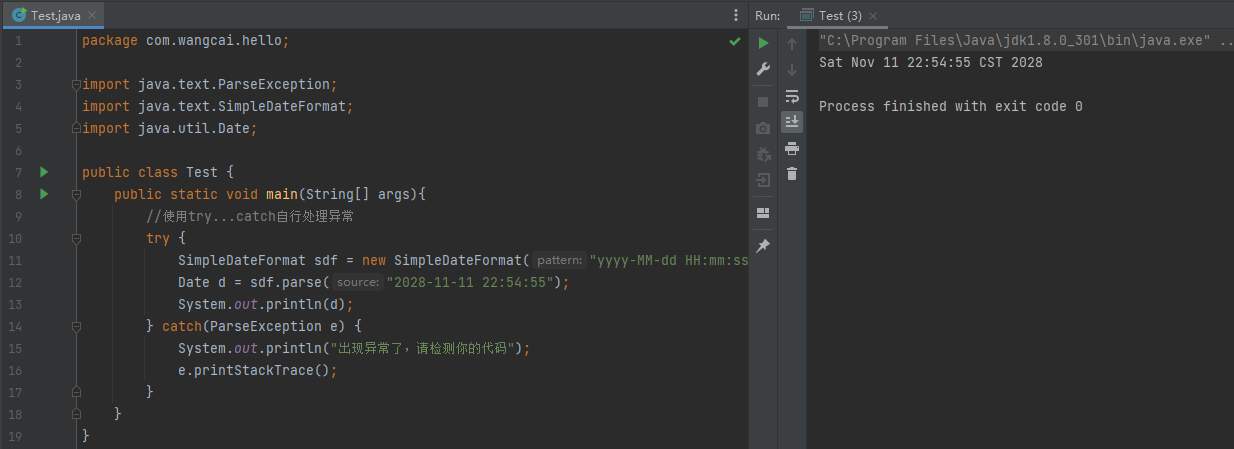 Test.java
1 package com.wangcai.hello;
2
3 import java.text.ParseException;
4 import java.text.SimpleDateFormat;
5 import java.util.Date;
6
7 public class Test {
8 public static void main(String[] args){
9 //使用try...catch自行处理异常
10 try {
11 SimpleDateFormat sdf = new SimpleDateFormat( pattern: "yyyy-MM-dd HH:mm:ss
12 Date d = sdf.parse( source: "2028-11-11 22:54:55");
13 System.out.println(d);
14 } catch(ParseException e) {
15 System.out.println("出现异常了，请检测你的代码");
16 e.printStackTrace();
17 }
18 }
19 }
Run: Test (3)
"C:\Program Files\Java\jdk1.8.0_301\bin\java.exe" ..
Sat Nov 11 22:54:55 CST 2028
Process finished with exit code 0